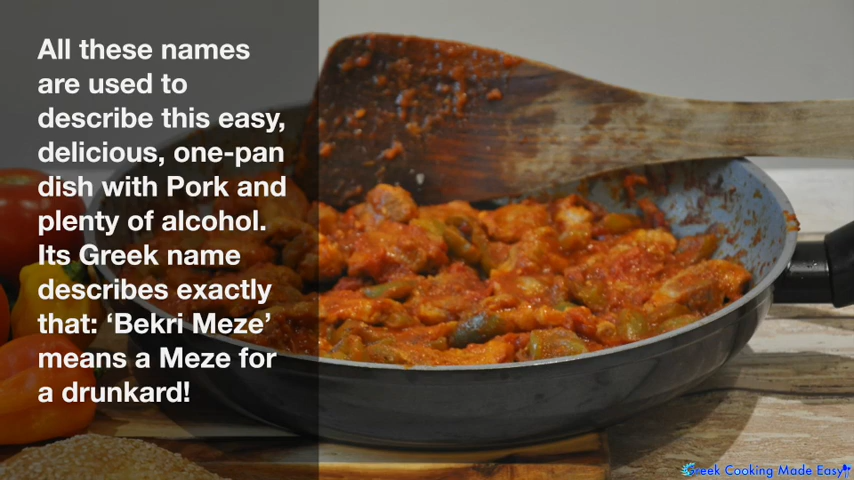 All these names
are used to
describe this easy,
delicious, one-pan
dish with Pork and
plenty of alcohol.
Its Greek name
describes exactly
that: ‘Bekri Meze’
means a Meze for
a drunkard!
Greek Cooking Made Easy